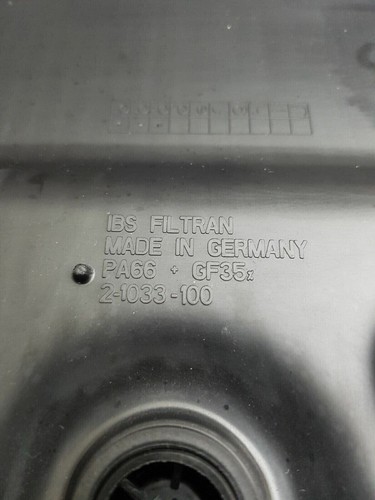 IBS FILTRAN
MADE IN GERMANY
PA66 + GF35%
2-1033-100